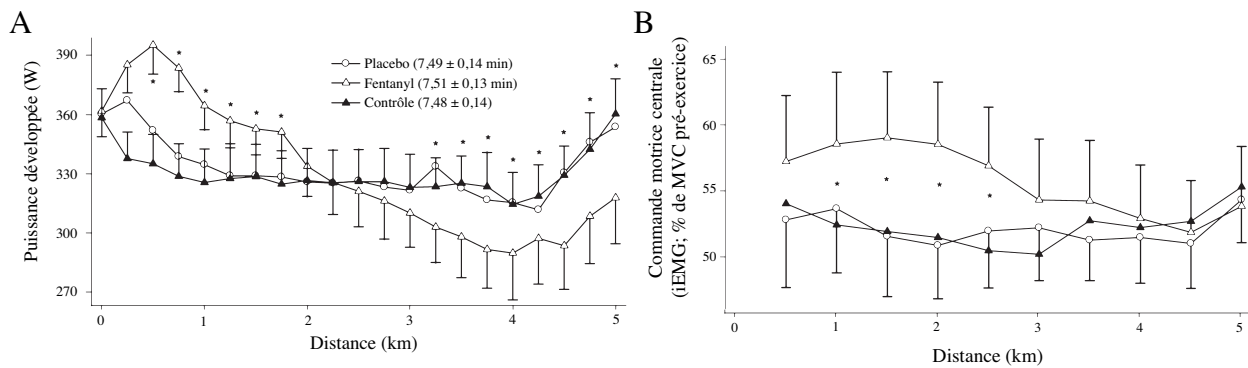 A
Puissance développée (W)
390
360
330
300
270
Placebo (7,49 ± 0,14 min)
Fentanyl (7,51 ± 0,13 min)
Contrôle (7,48 ± 0,14)
* * * * * * * * * * * * * * *
0 1 2 3 4 5
Distance (km)
B
Commande motrice centrale
(iEMG; % de MVC pré-exercice)
65
60
55
50
* * * *
0 1 2 3 4 5
Distance (km)